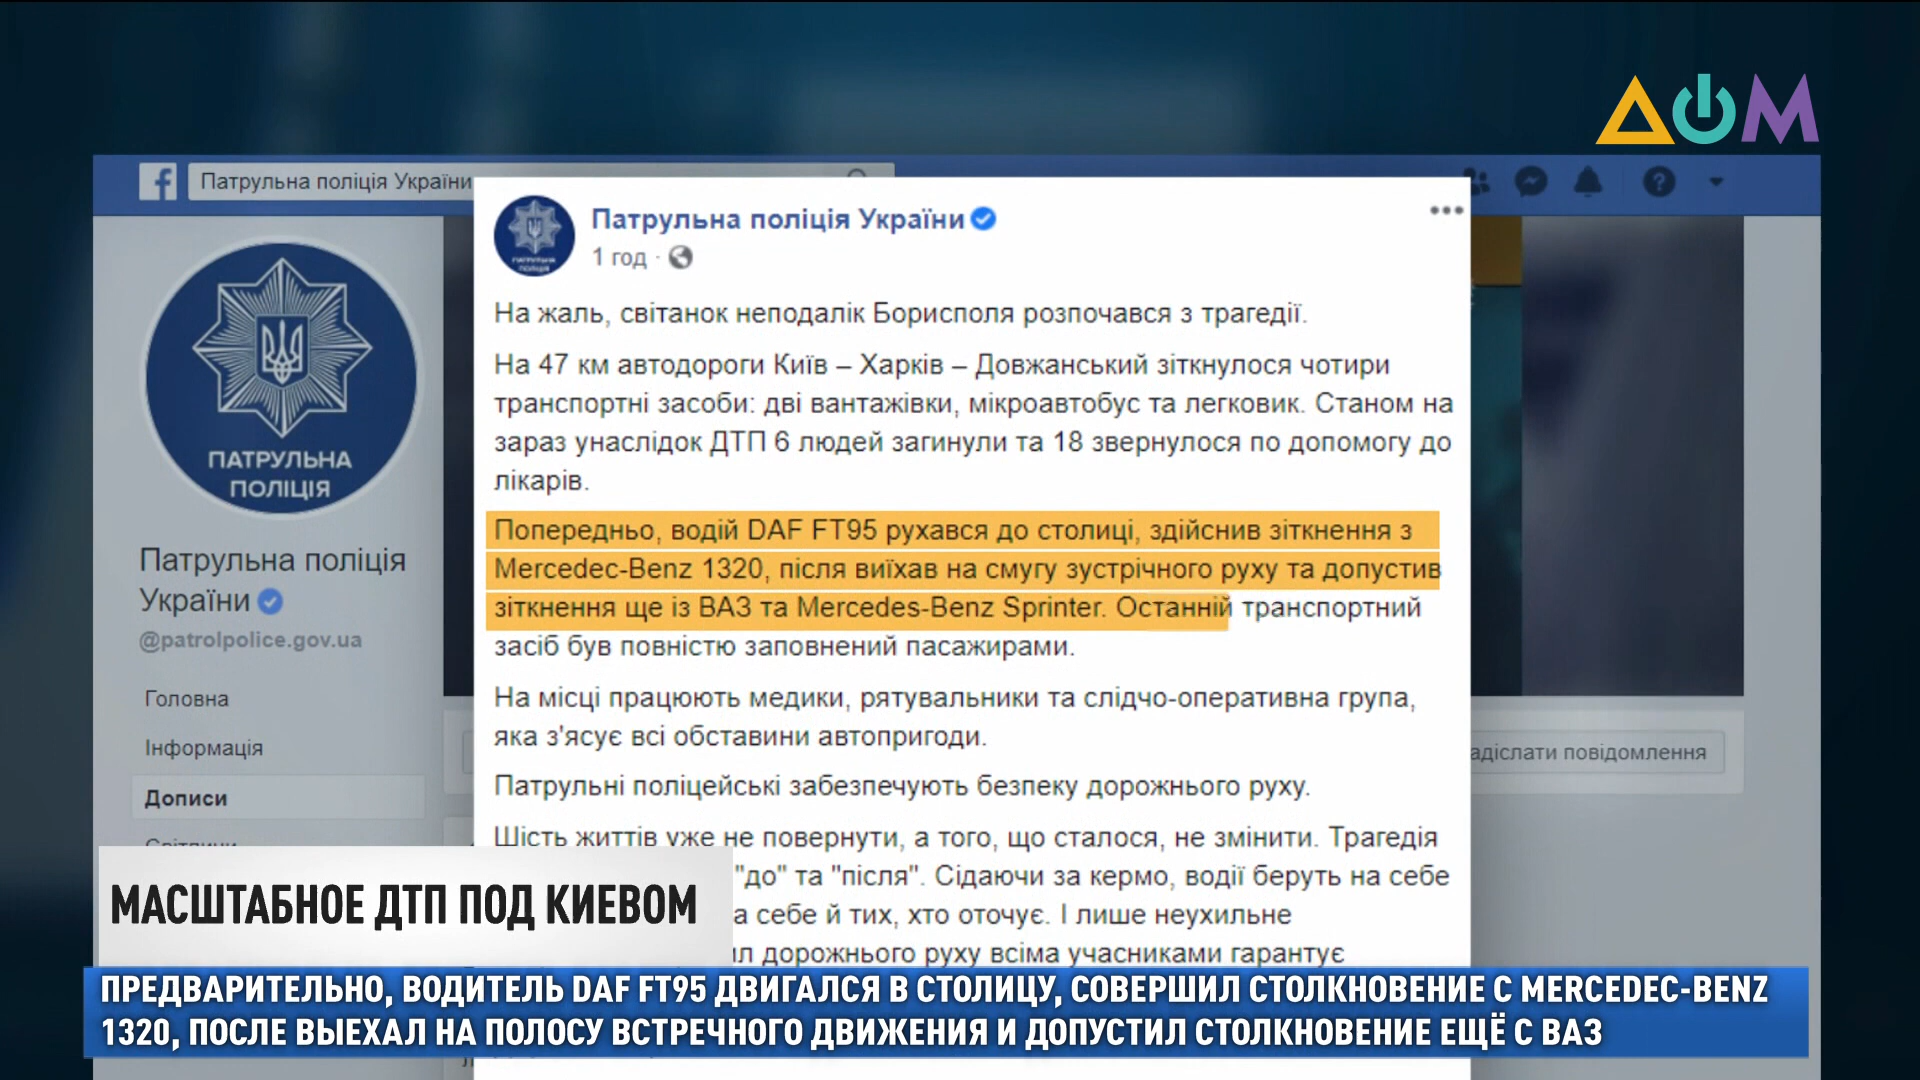 ДОМ
Патрульна поліція України
Патрульна поліція України
1 год ·
На жаль, світанок неподалік Борисполя розпочався з трагедії.
На 47 км автодороги Київ – Харків – Довжанський зіткнулося чотири
транспортні засоби: дві вантажівки, мікроавтобус та легковик. Станом на
зараз унаслідок ДТП 6 людей загинули та 18 звернулося по допомогу до
лікарів.
Попередньо, водій DAF FT95 рухався до столиці, здійснив зіткнення з
Mercedec-Benz 1320, після виїхав на смугу зустрічного руху та допустив
зіткнення ще із ВАЗ та Mercedes-Benz Sprinter. Останній транспортний
засіб був повністю заповнений пасажирами.
На місці працюють медики, рятувальники та слідчо-оперативна група,
яка з'ясує всі обставини автопригоди.
Патрульні поліцейські забезпечують безпеку дорожнього руху.
Шість життів уже не повернути, а того, що сталося, не змінити. Трагедія
"до" та "після". Сідаючи за кермо, водії беруть на себе
а себе й тих, хто оточує. І лише неухильне
ил дорожнього руху всіма учасниками гарантує
ПАТРУЛЬНА
ПОЛІЦІЯ
Патрульна поліція
України
@patrolpolice.gov.ua
Головна
Інформація
Дописи
Світлини
адіслати повідомлення
МАСШТАБНОЕ ДТП ПОД КИЕВОМ
ПРЕДВАРИТЕЛЬНО, ВОДИТЕЛЬ DAF FT95 ДВИГАЛСЯ В СТОЛИЦУ, СОВЕРШИЛ СТОЛКНОВЕНИЕ С MERCEDEC-BENZ
1320, ПОСЛЕ ВЫЕХАЛ НА ПОЛОСУ ВСТРЕЧНОГО ДВИЖЕНИЯ И ДОПУСТИЛ СТОЛКНОВЕНИЕ ЕЩЁ С ВАЗ